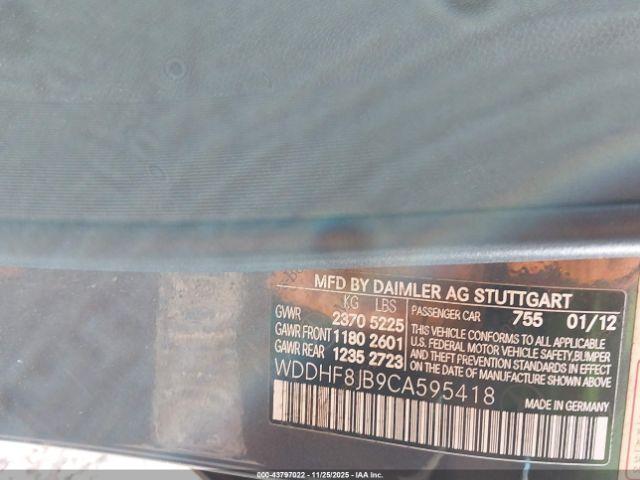 MFD BY DAIMLER AG STUTTGART
KG LBS
PASSENGER CAR 755 01/12
GVWR 2370 5225
GAWR FRONT 1180 2601
GAWR REAR 1235 2723
THIS VEHICLE CONFORMS TO ALL APPLICABLE
U.S. FEDERAL MOTOR VEHICLE SAFETY, BUMPER
AND THEFT PREVENTION STANDARDS IN EFFECT
ON THE DATE OF MANUFACTURE SHOWN ABOVE
WDDHF8JB9CA595418
MADE IN GERMANY
000-43797022 — 11/25/2025 — IAAI.COM